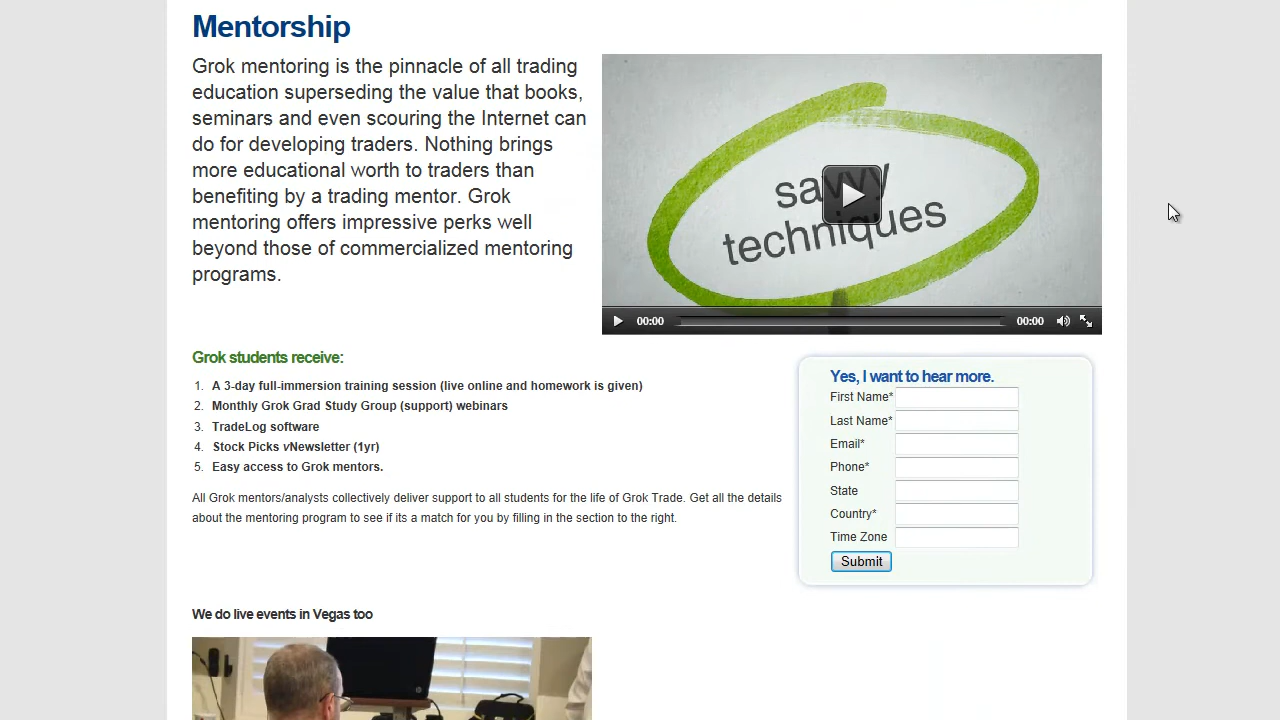 Mentorship
Grok mentoring is the pinnacle of all trading
education superseding the value that books,
seminars and even scouring the Internet can
do for developing traders. Nothing brings
more educational worth to traders than
benefiting by a trading mentor. Grok
mentoring offers impressive perks well
beyond those of commercialized mentoring
programs.
savvy
techniques
00:00
00:00
Grok students receive:
1. A 3-day full-immersion training session (live online and homework is given)
2. Monthly Grok Grad Study Group (support) webinars
3. TradeLog software
4. Stock Picks vNewsletter (1yr)
5. Easy access to Grok mentors.
All Grok mentors/analysts collectively deliver support to all students for the life of Grok Trade. Get all the details
about the mentoring program to see if its a match for you by filling in the section to the right.
Yes, I want to hear more.
First Name*
Last Name*
Email*
Phone*
State
Country*
Time Zone
Submit
We do live events in Vegas too